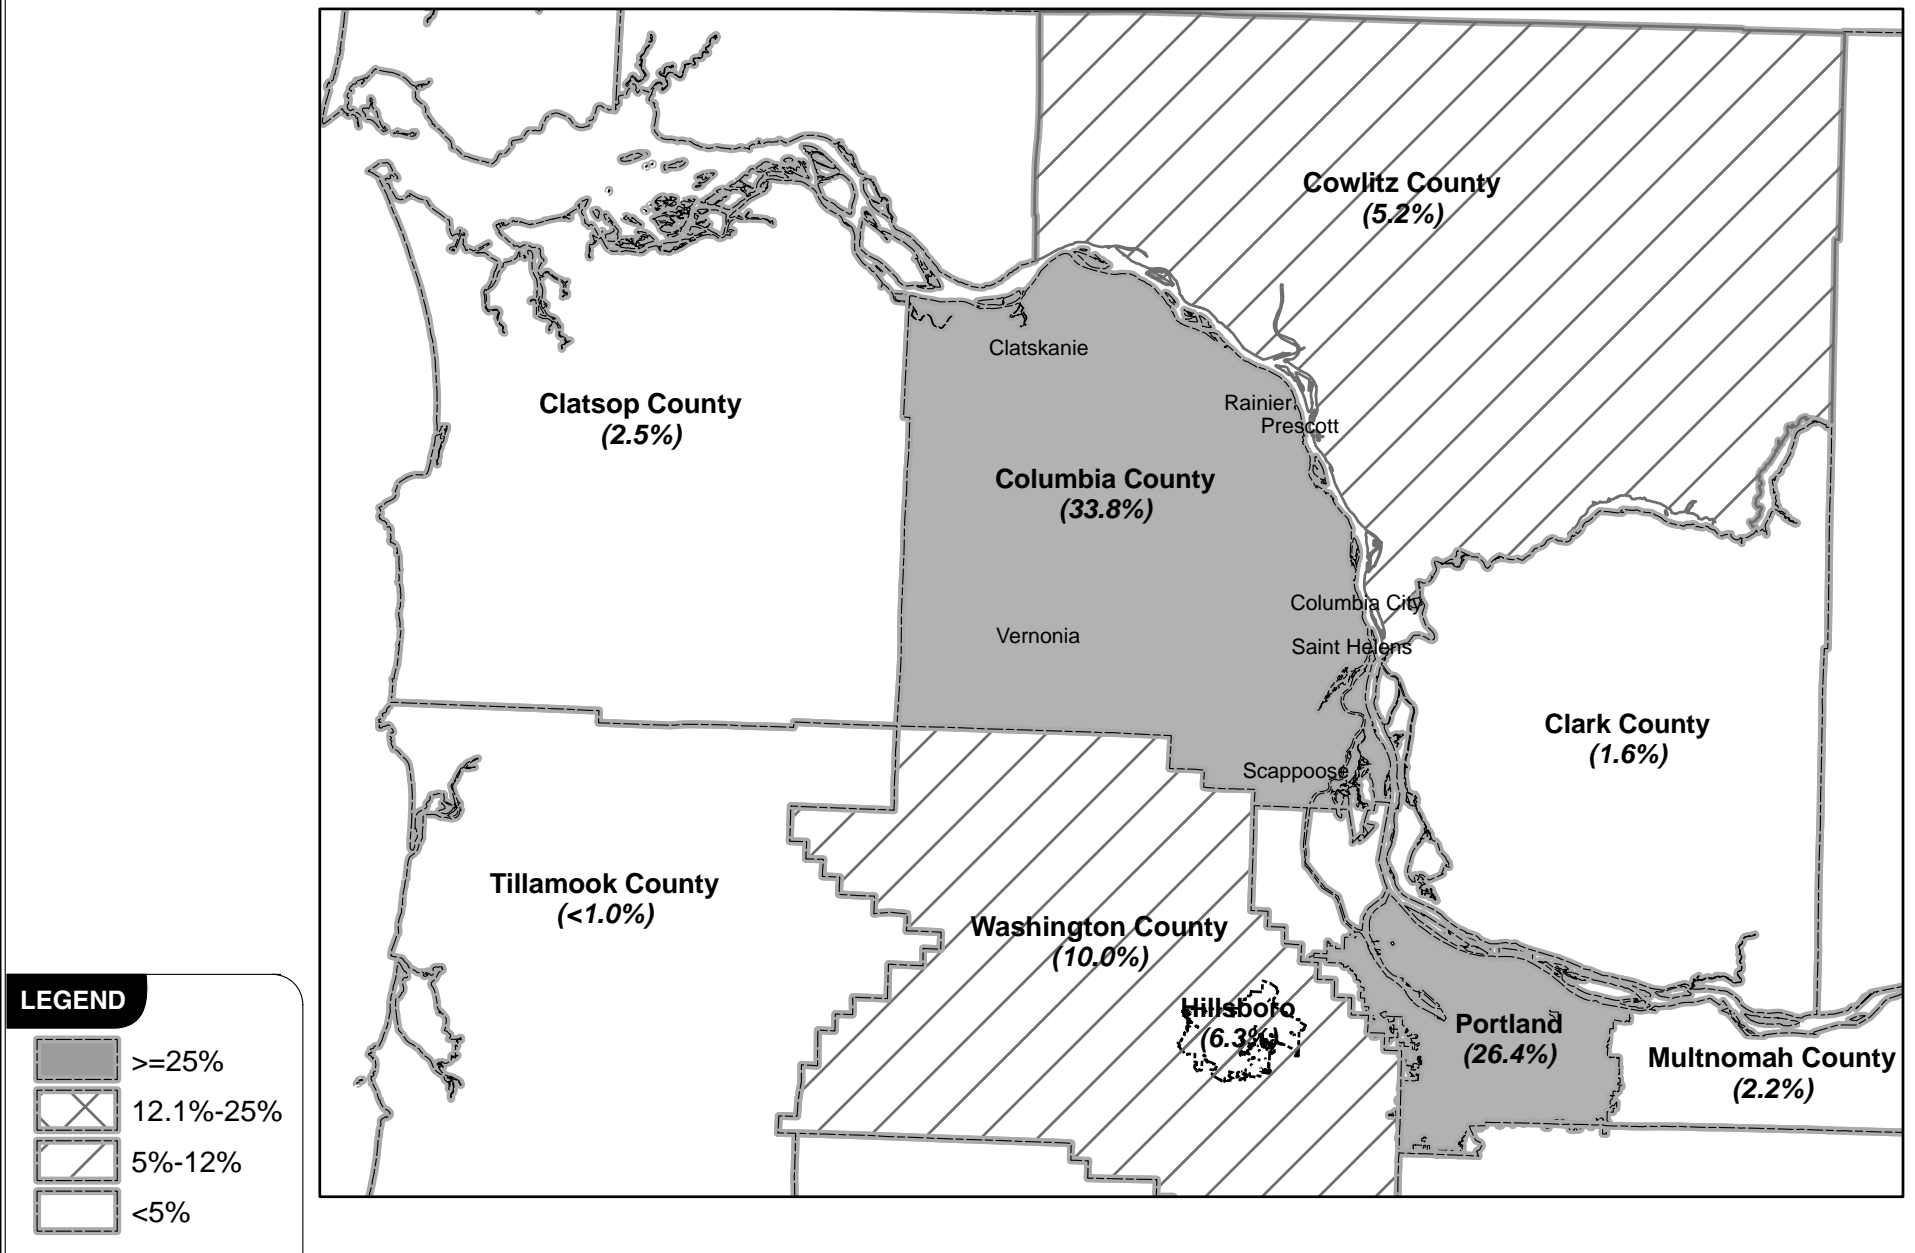 Cowlitz County
(5.2%)
Clatskanie
Clatsop County
(2.5%)
Rainier
Prescott
Columbia County
(33.8%)
Columbia City
Vernonia
Saint Helens
Clark County
(1.6%)
Scappoose
Tillamook County
(<1.0%)
Washington County
(10.0%)
Hillsboro
(6.3%)
Portland
(26.4%)
Multnomah County
(2.2%)
LEGEND
>=25%
12.1%-25%
5%-12%
<5%